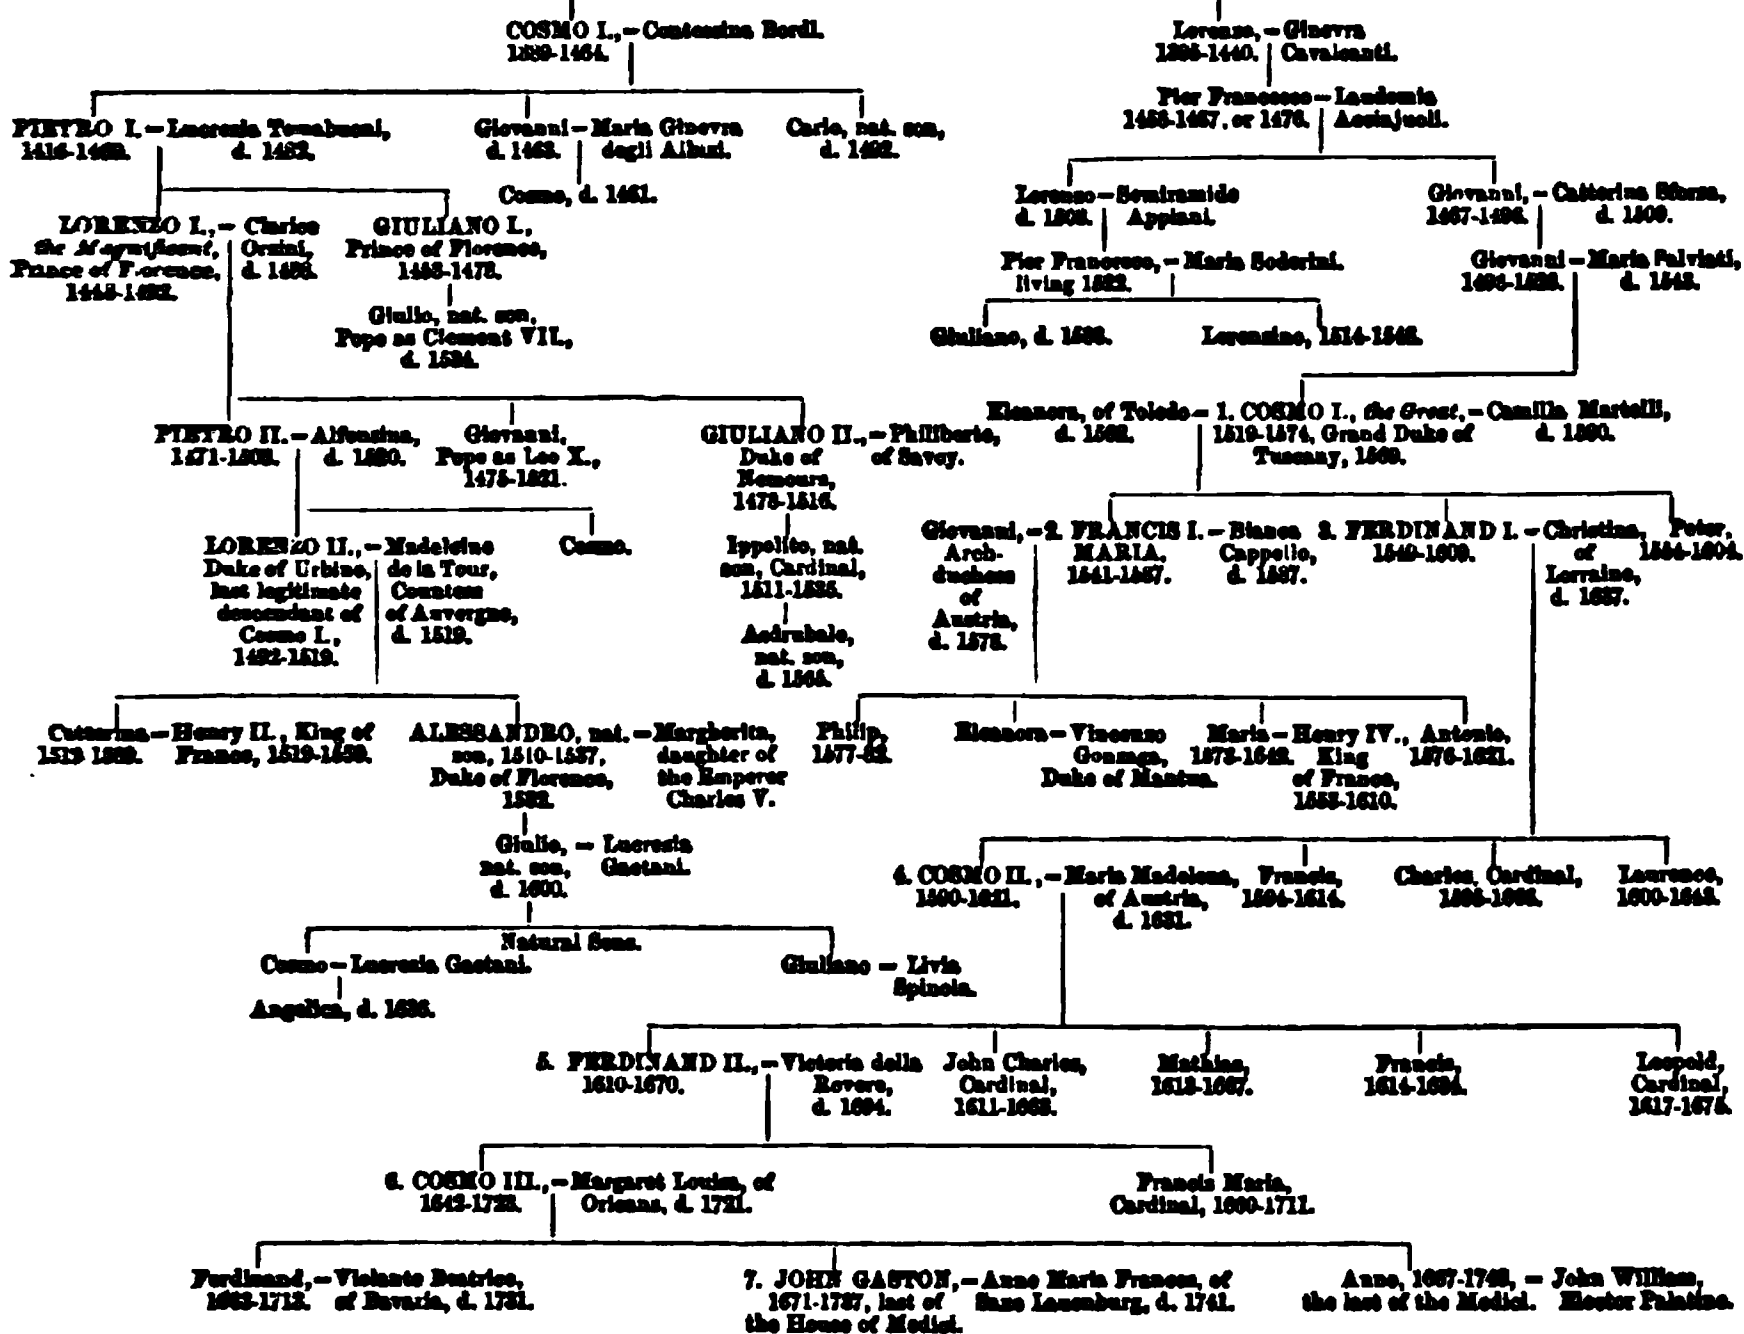 COSMO I., = Contessina Bordi.
1389-1464.
Lorenzo, = Ginevra
1395-1440. Cavalcanti.
Pier Francesco = Laudomia
or 1476. Acciajuoli.
PIETRO I. = Lucrezia Tornabuoni,
1416-1469. d. 1482.
Giovanni = Maria Ginevra
d. 1463. degli Albizi.
Carlo, nat. son,
d. 1492.
Cosmo, d. 1461.
Lorenzo = Semiramide
d. 1503. Appiani.
Giovanni, = Catterina Sforza,
1467-1498. d. 1509.
LORENZO I., = Clarice
the Magnificent, Orsini,
Prince of Florence, d. 1488.
1448-1492.
GIULIANO I.,
Prince of Florence,
1453-1478.
Giulio, nat. son,
Pope as Clement VII.,
d. 1534.
Pier Francesco, = Maria Soderini.
living 1522.
Giovanni = Maria Salviati,
1498-1526. d. 1543.
Giuliano, d. 1588.
Lorenzino, 1514-1548.
Eleanora, of Toledo = 1. COSMO I., the Great, = Camilla Martelli,
d. 1562. 1519-1574, Grand Duke of d. 1590.
Tuscany, 1569.
PIETRO II. = Alfonsina,
1471-1503. d. 1520.
Giovanni,
Pope as Leo X.,
1475-1521.
GIULIANO II., = Philiberte,
Duke of of Savoy.
Nemours,
1478-1516.
LORENZO II., = Madeleine
Duke of Urbino, de la Tour,
last legitimate Countess
descendant of of Auvergne,
Cosmo I., d. 1519.
1492-1519.
Cosmo.
Ippolito, nat.
son, Cardinal,
1511-1535.
Asdrubale,
nat. son,
d. 1565.
Giovanni, = 2. FRANCIS I. = Bianca
Arch- MARIA. Cappello,
duchess 1541-1587. d. 1587.
of
Austria,
d. 1578.
3. FERDINAND I. = Christina,
1549-1609. of
Lorraine,
d. 1637.
Peter,
1554-1604.
Catterina = Henry II., King of
1519-1589. France, 1519-1559.
ALESSANDRO, nat. = Margherita,
son, 1510-1537, daughter of
Duke of Florence, the Emperor
1532. Charles V.
Philip,
1577-82.
Eleanora = Vincenzo
Gonzaga,
Duke of Mantua.
Maria = Henry IV.,
1573-1642. King
of France,
1553-1610.
Antonio,
1576-1621.
Giulio, = Lucresia
nat. son, Gaetani.
d. 1600.
4. COSMO II., = Maria Madelena,
1590-1621. of Austria,
d. 1631.
Francis,
1594-1614.
Charles, Cardinal,
1595-1666.
Laurence,
1600-1648.
Natural Sons.
Cosmo = Lucresia Gaetani.
Giuliano = Livia
Spinola.
Angelica, d. 1636.
5. FERDINAND II., = Victoria della
1610-1670. Rovere,
d. 1694.
John Charles,
Cardinal,
1611-1663.
Mathias,
1613-1667.
Francis,
1614-1634.
Leopold,
Cardinal,
1617-1675.
6. COSMO III., = Margaret Louisa, of
1642-1723. Orleans, d. 1721.
Francis Maria,
Cardinal, 1660-1711.
Ferdinand, = Violante Beatrice,
1663-1713. of Bavaria, d. 1731.
7. JOHN GASTON, = Anne Maria Frances, of
1671-1737, last of Saxe Lauenburg, d. 1741.
the House of Medici.
Anne, 1667-1743, = John William,
the last of the Medici. Elector Palatine.